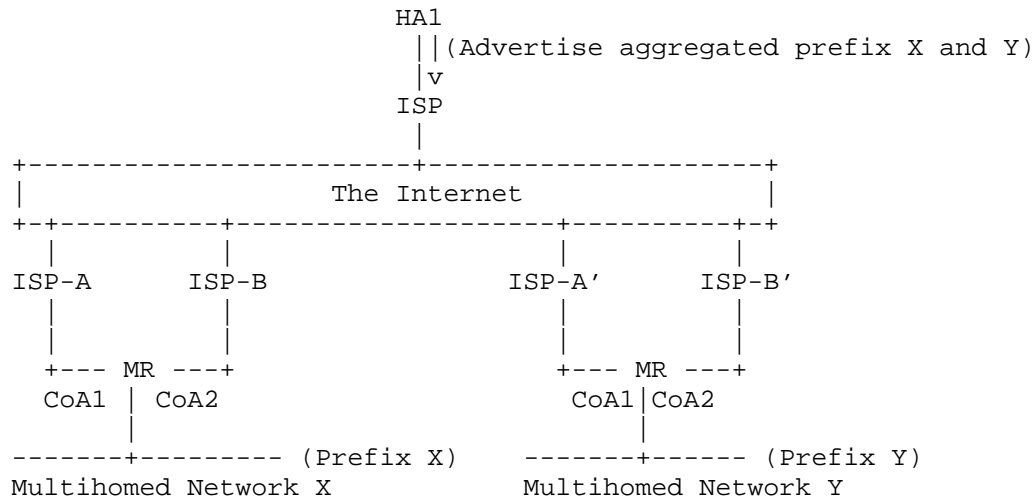 HA1
||(Advertise aggregated prefix X and Y)
|v
ISP
|
+------------------------+---------------------+
| The Internet |
+-+----------+--------------------+----------+-+
| | | |
ISP-A ISP-B ISP-A’ ISP-B’
| | | |
| | | |
+--- MR ---+ +--- MR ---+
CoA1 | CoA2 CoA1|CoA2
| |
-------+--------- (Prefix X) -------+------ (Prefix Y)
Multihomed Network X Multihomed Network Y